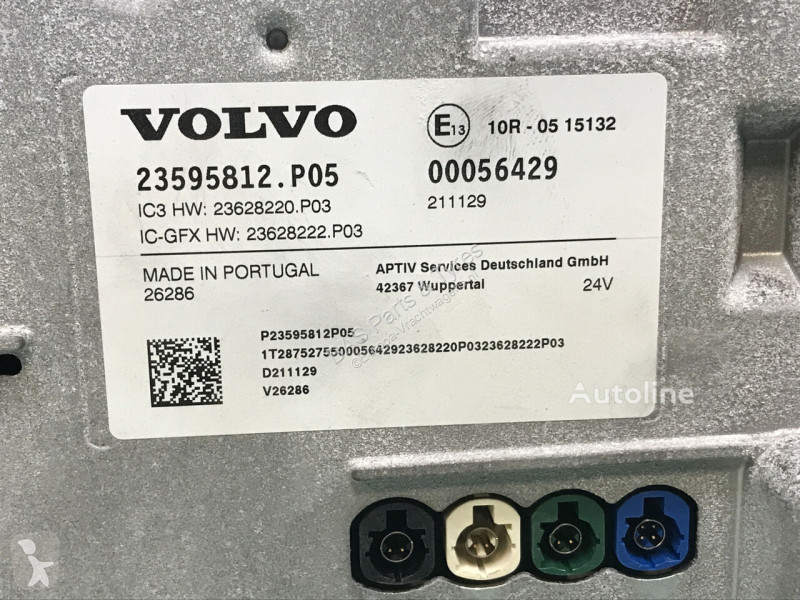 VOLVO
E13 10R - 05 15132
23595812.P05 00056429
IC3 HW: 23628220.P03 211129
IC-GFX HW: 23628222.P03
MADE IN PORTUGAL APTIV Services Deutschland GmbH
26286 42367 Wuppertal 24V
P23595812P05
1T287527550005642923628220P0323628222P03
D211129
V26286
Autoline